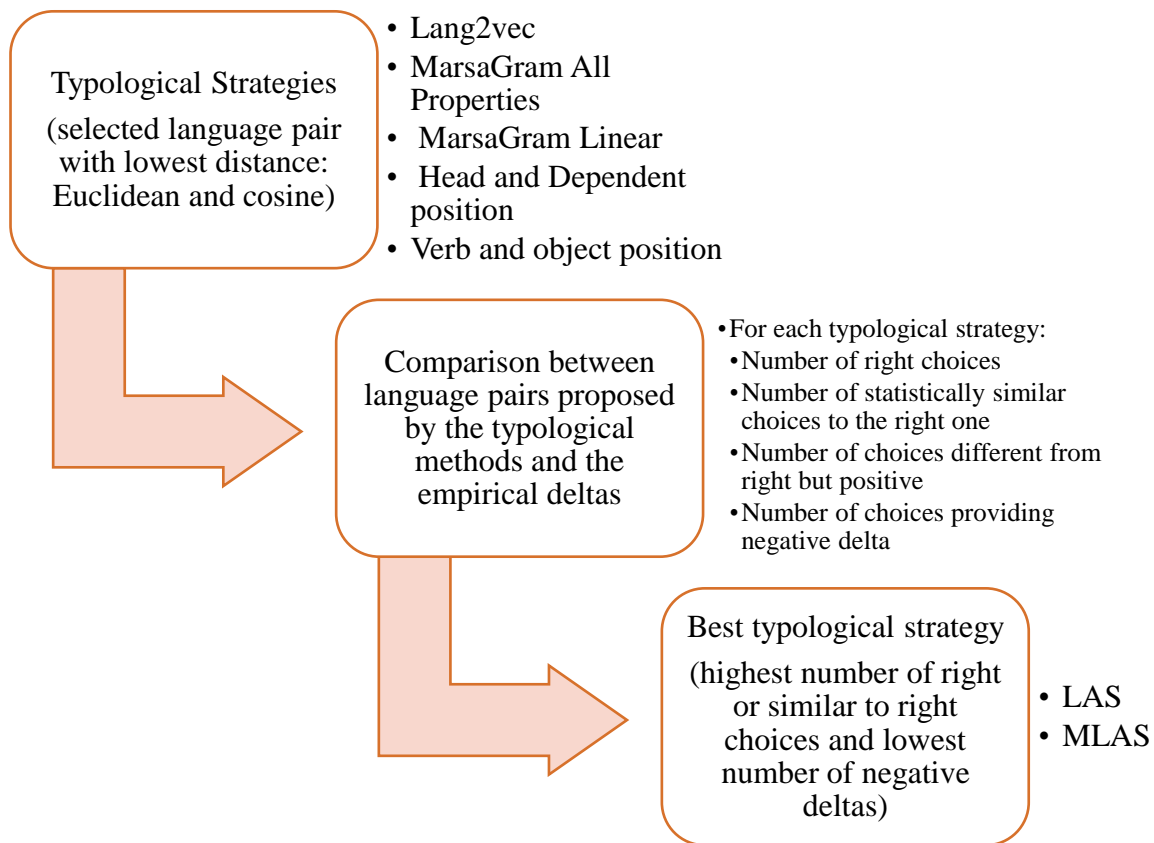 Typological Strategies
(selected language pair
with lowest distance:
Euclidean and cosine)
• Lang2vec
• MarsaGram All
Properties
• MarsaGram Linear
• Head and Dependent
position
• Verb and object position
Comparison between
language pairs proposed
by the typological
methods and the
empirical deltas
•For each typological strategy:
•Number of right choices
•Number of statistically similar
choices to the right one
•Number of choices different from
right but positive
•Number of choices providing
negative delta
Best typological strategy
(highest number of right
or similar to right
choices and lowest
number of negative
deltas)
• LAS
• MLAS